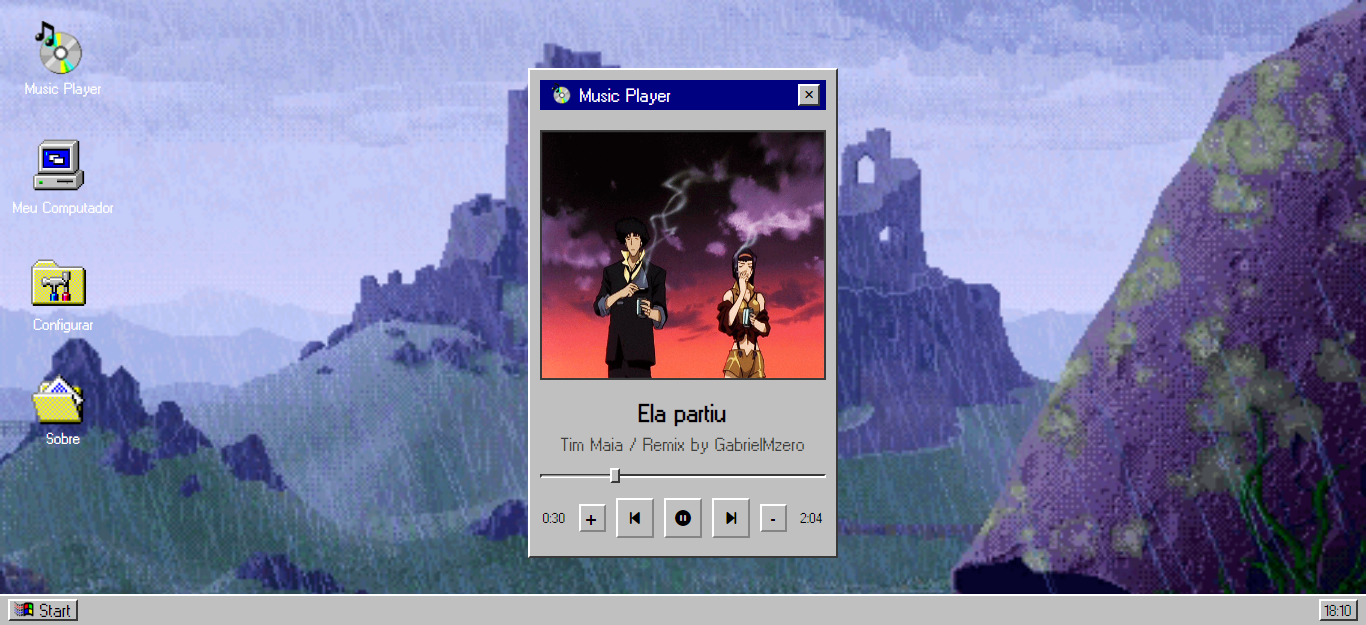 Music Player
Meu Computador
Configurar
Sobre
Music Player
Ela partiu
Tim Maia / Remix by GabrielMzero
0:30
+
-
2:04
Start
18:10